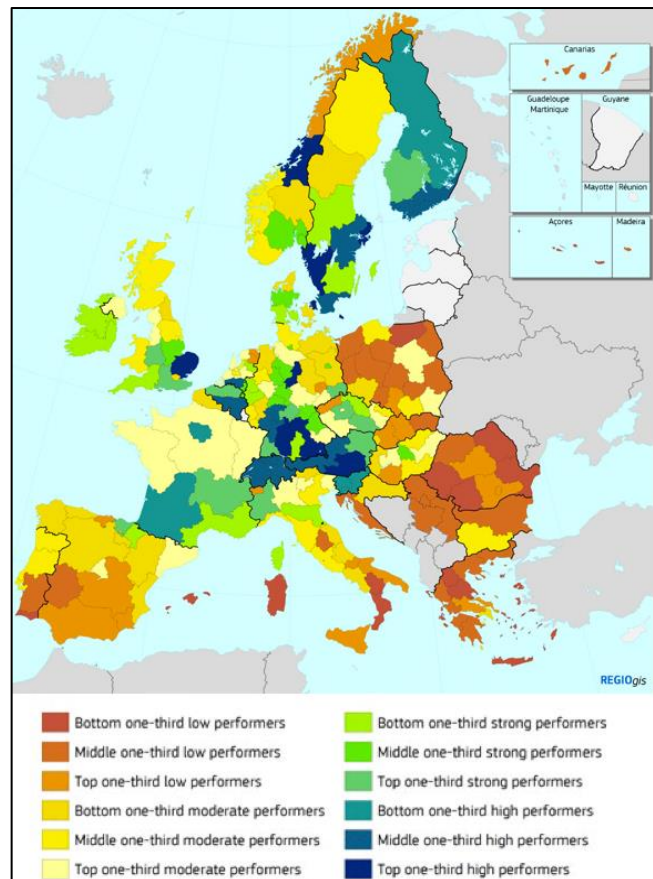 Canarias
Guadeloupe
Martinique
Guyane
Mayotte
Réunion
Açores
Madeira
REGIOgis
Bottom one-third low performers
Middle one-third low performers
Top one-third low performers
Bottom one-third moderate performers
Middle one-third moderate performers
Top one-third moderate performers
Bottom one-third strong performers
Middle one-third strong performers
Top one-third strong performers
Bottom one-third high performers
Middle one-third high performers
Top one-third high performers